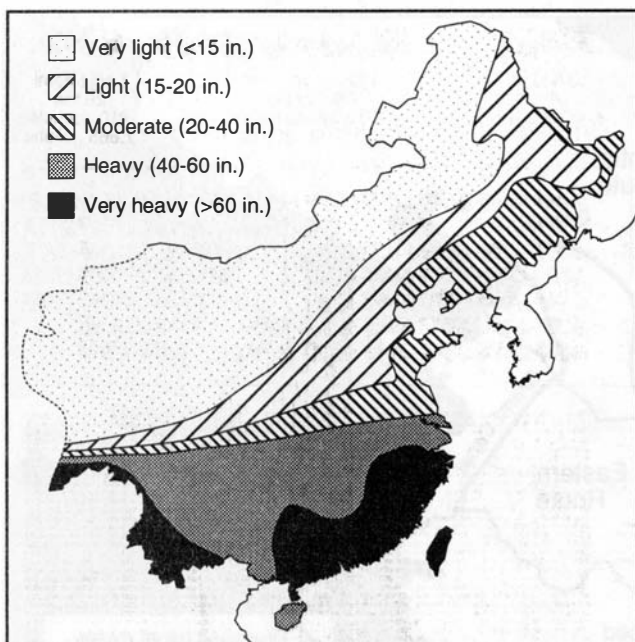 Very light (<15 in.)
Light (15-20 in.)
Moderate (20-40 in.)
Heavy (40-60 in.)
Very heavy (>60 in.)